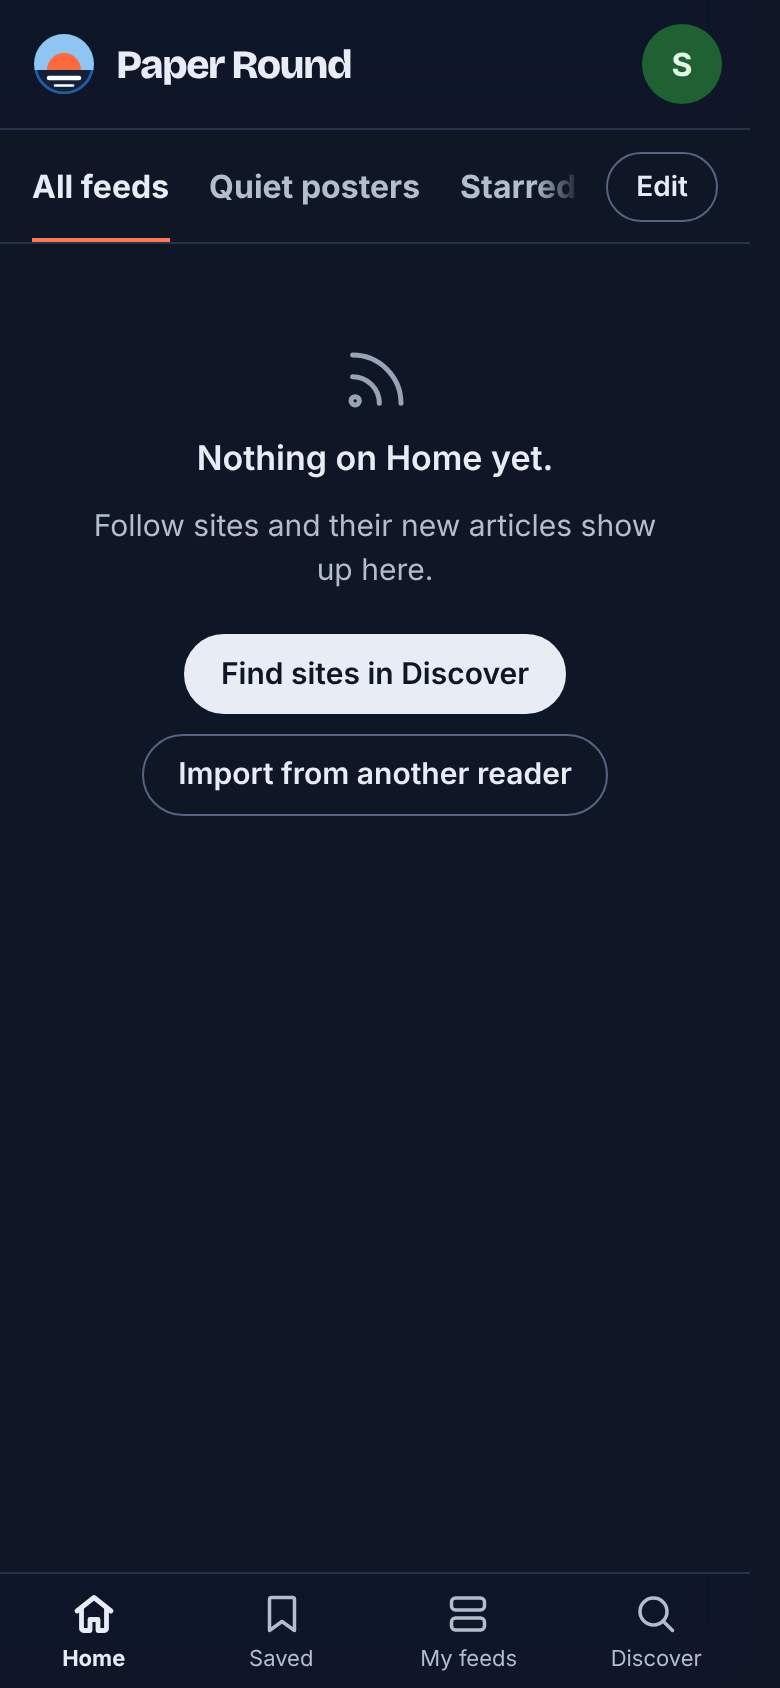 Paper Round
S
All feeds
Quiet posters
Starred
Edit
Nothing on Home yet.
Follow sites and their new articles show
up here.
Find sites in Discover
Import from another reader
Home
Saved
My feeds
Discover